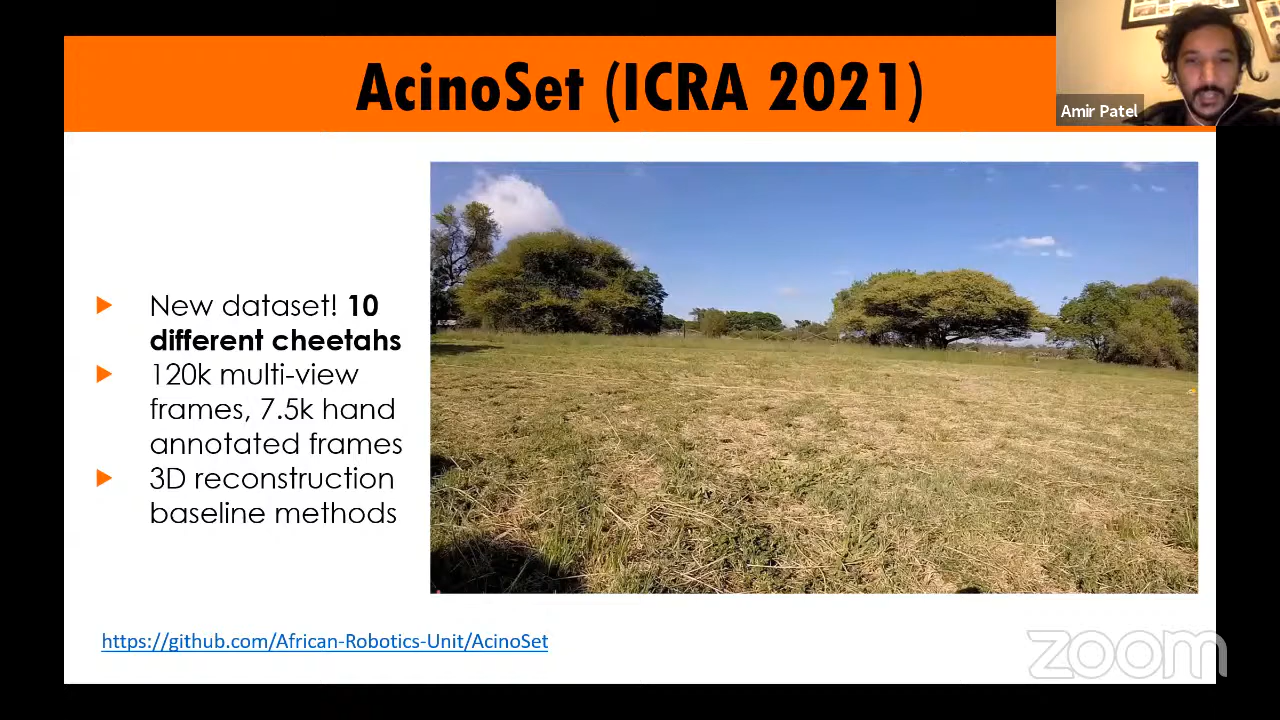 AcinoSet (ICRA 2021)
Amir Patel
New dataset! 10
different cheetahs
120k multi-view
frames, 7.5k hand
annotated frames
3D reconstruction
baseline methods
https://github.com/African-Robotics-Unit/AcinoSet
zoom